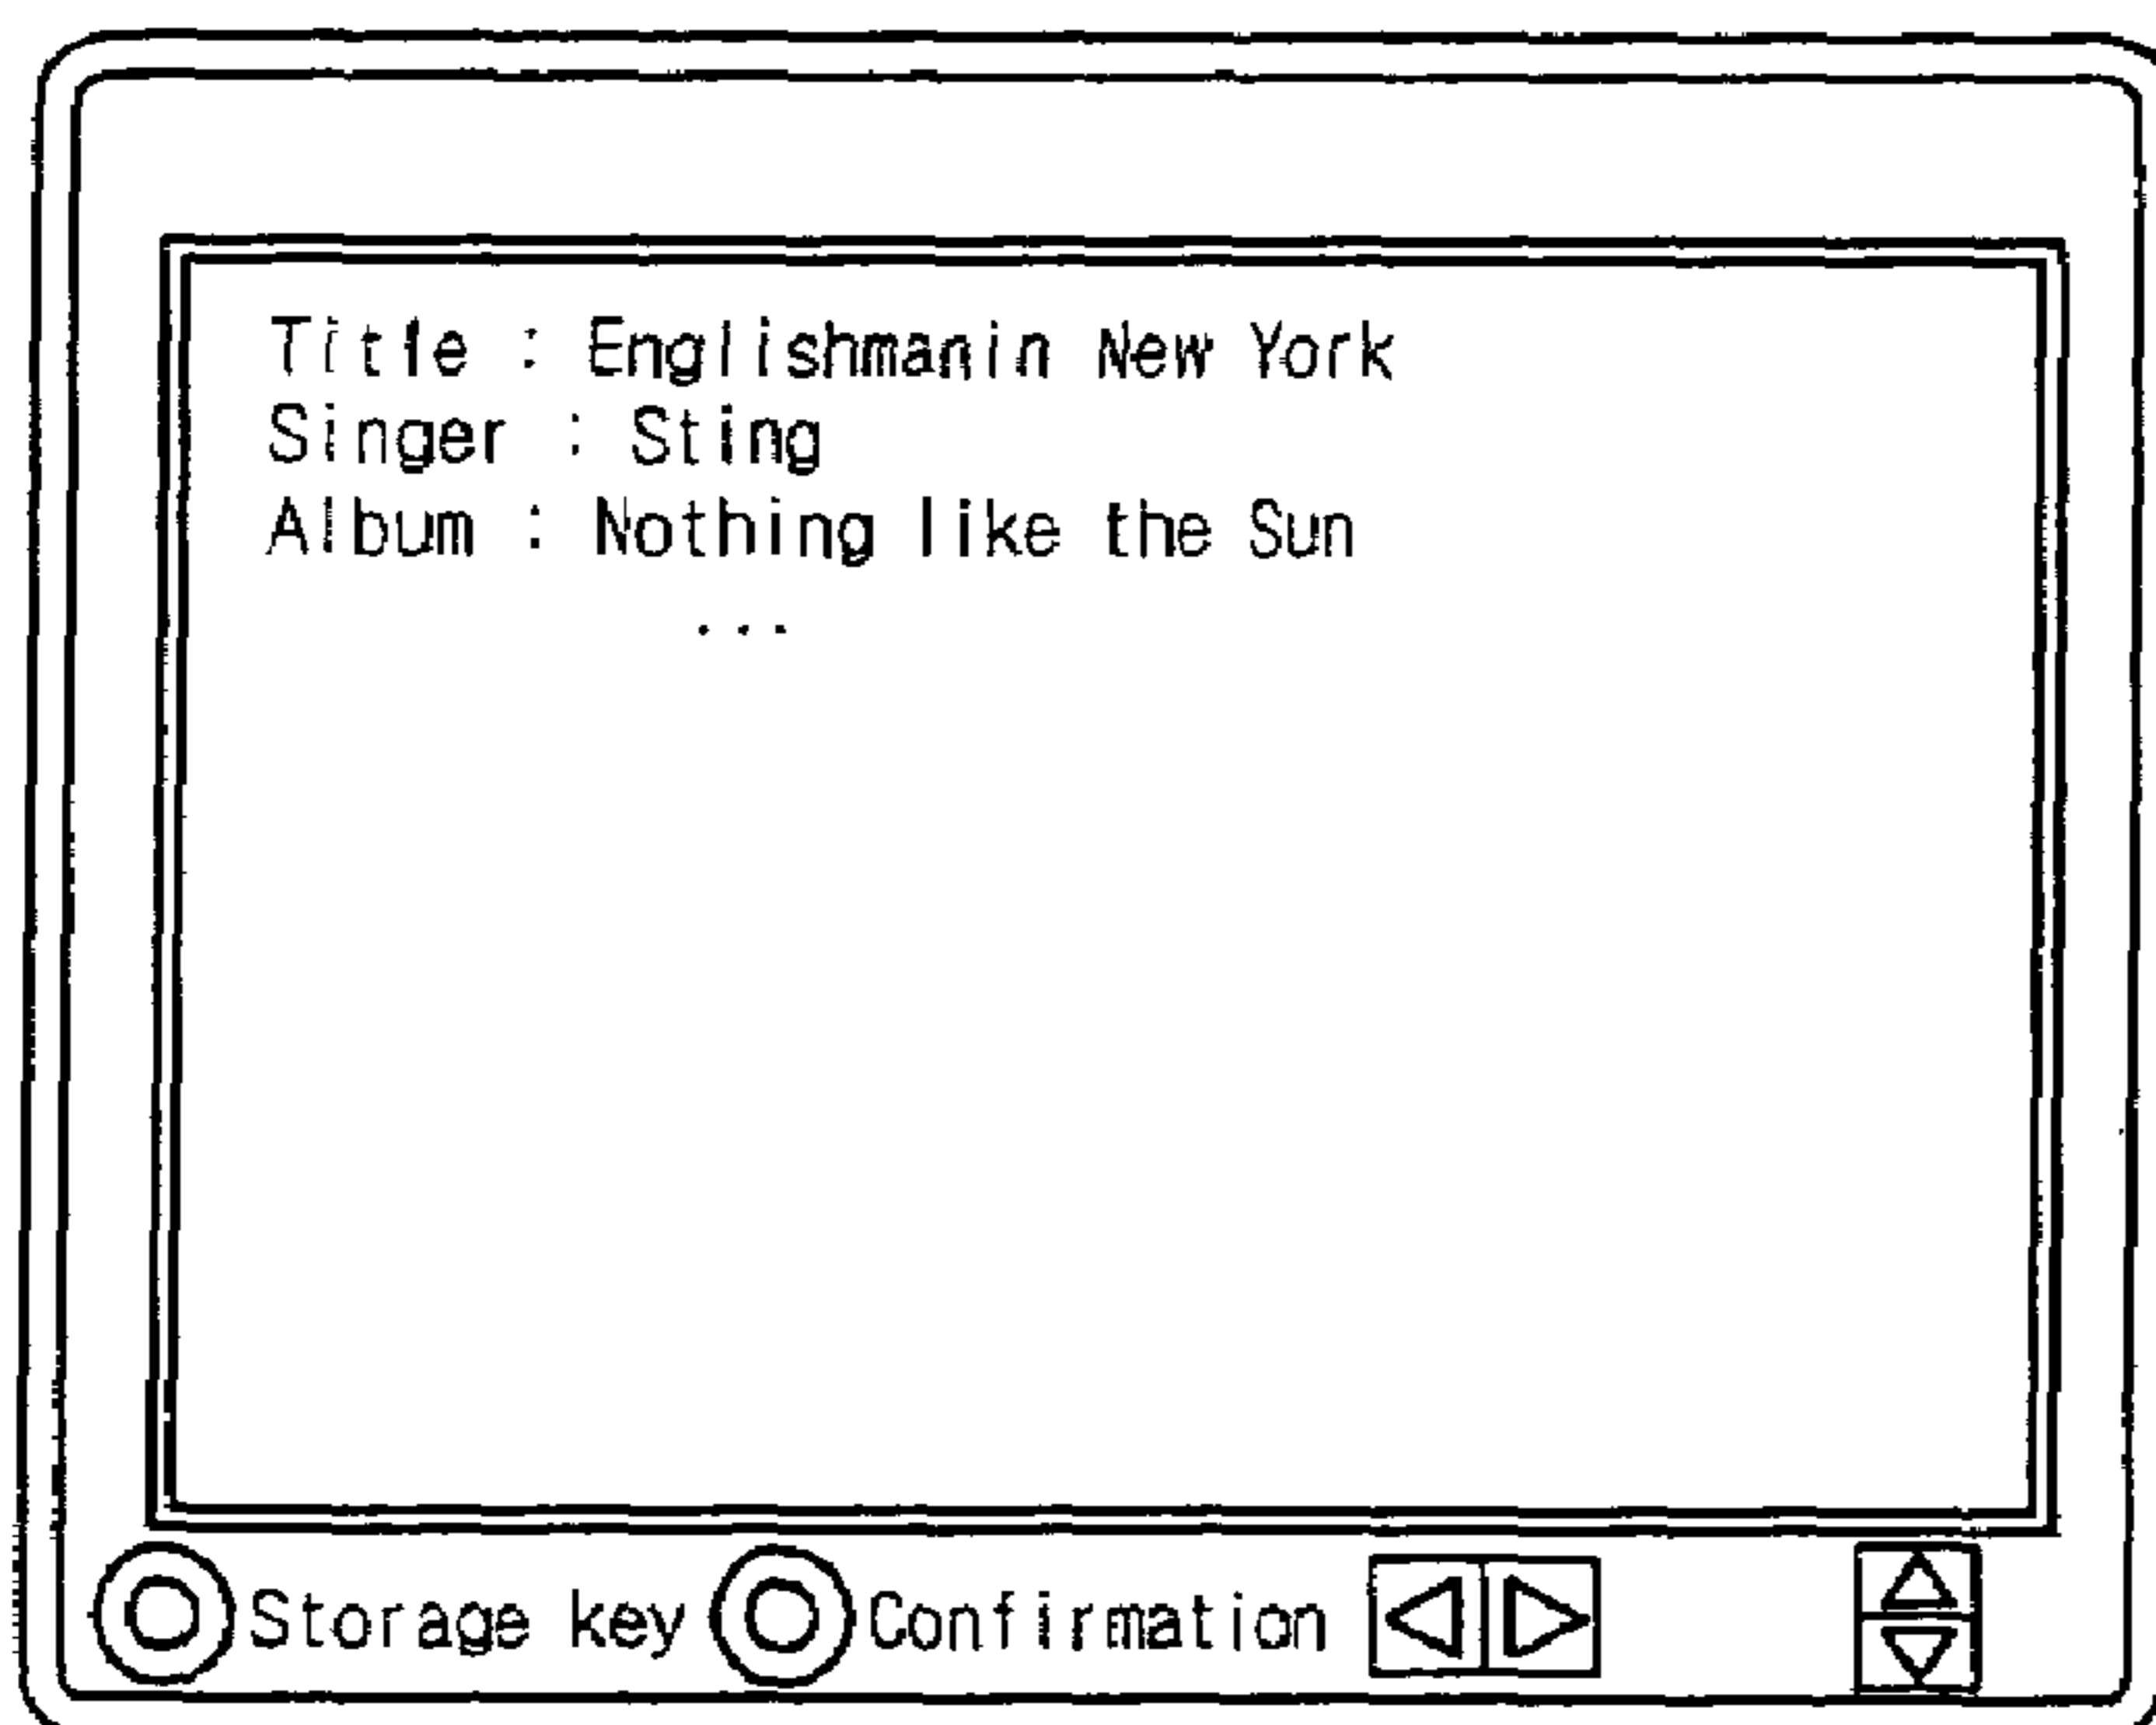 Title : Englishmanin New York
Singer : Sting
Album : Nothing like the Sun
...
Storage key Confirmation